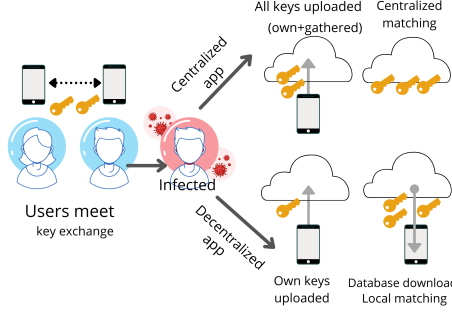 All keys uploaded
(own+gathered)
Centralized
matching
Centralized
app
Infected
Users meet
key exchange
Decentralized
app
Own keys
uploaded
Database downloa
Local matching